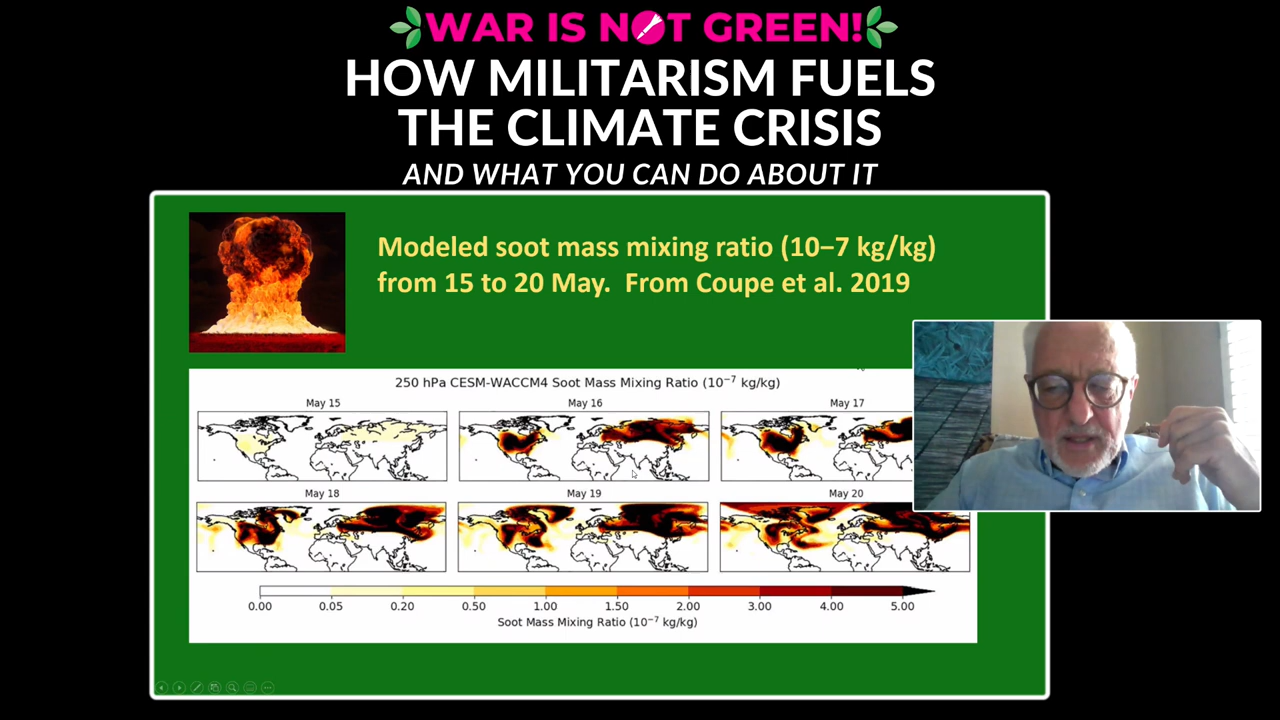 WAR IS NOT GREEN!
HOW MILITARISM FUELS
THE CLIMATE CRISIS
AND WHAT YOU CAN DO ABOUT IT
Modeled soot mass mixing ratio (10–7 kg/kg)
from 15 to 20 May. From Coupe et al. 2019
250 hPa CESM-WACCM4 Soot Mass Mixing Ratio (10⁻⁷ kg/kg)
May 15 May 16 May 17
May 18 May 19 May 20
0.00 0.05 0.20 0.50 1.00 1.50 2.00 3.00 4.00 5.00
Soot Mass Mixing Ratio (10⁻⁷ kg/kg)